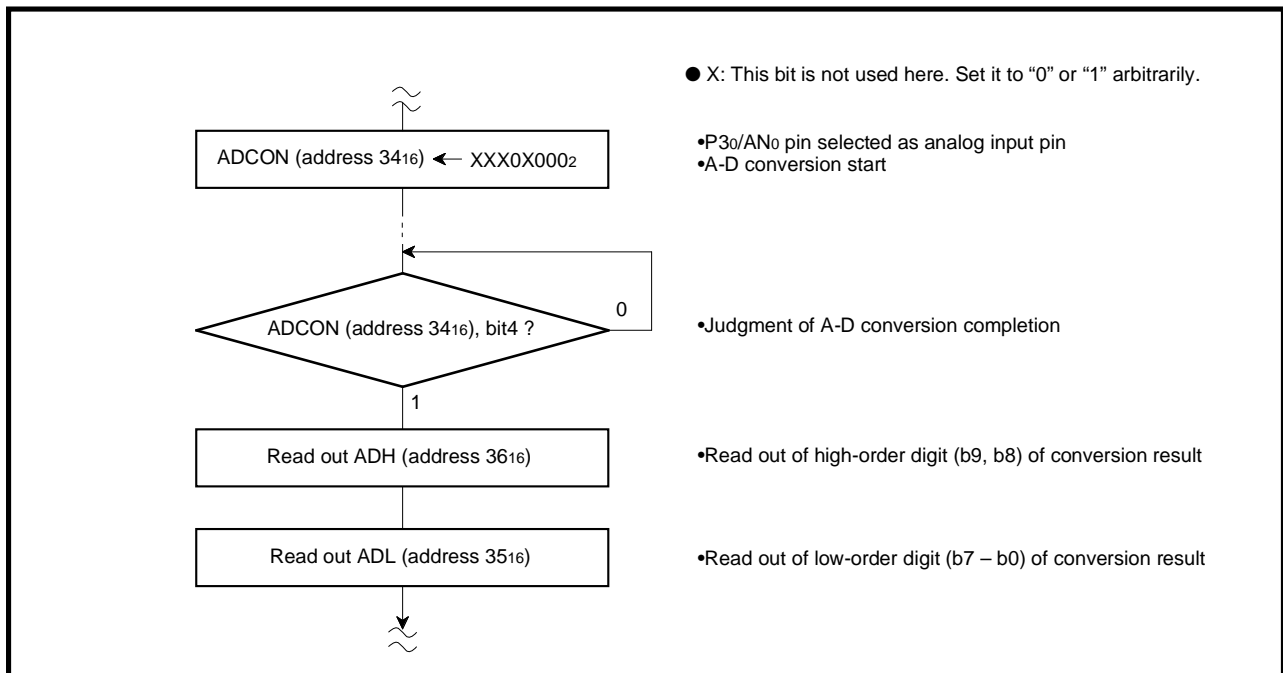 ● X: This bit is not used here. Set it to “0” or “1” arbitrarily.
ADCON (address 3416) ← XXX0X0002
•P30/AN0 pin selected as analog input pin
•A-D conversion start
0
ADCON (address 3416), bit4 ?
•Judgment of A-D conversion completion
1
Read out ADH (address 3616)
•Read out of high-order digit (b9, b8) of conversion result
Read out ADL (address 3516)
•Read out of low-order digit (b7 – b0) of conversion result